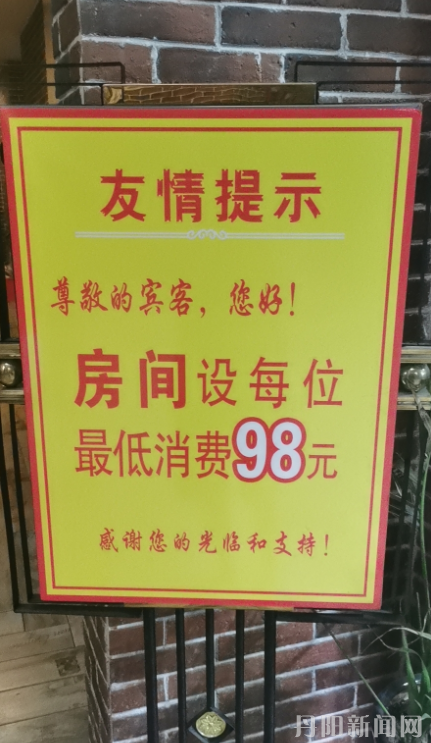 友情提示
尊敬的宾客，您好！
房间设每位
最低消费98元
感谢您的光临和支持！
丹阳新闻网